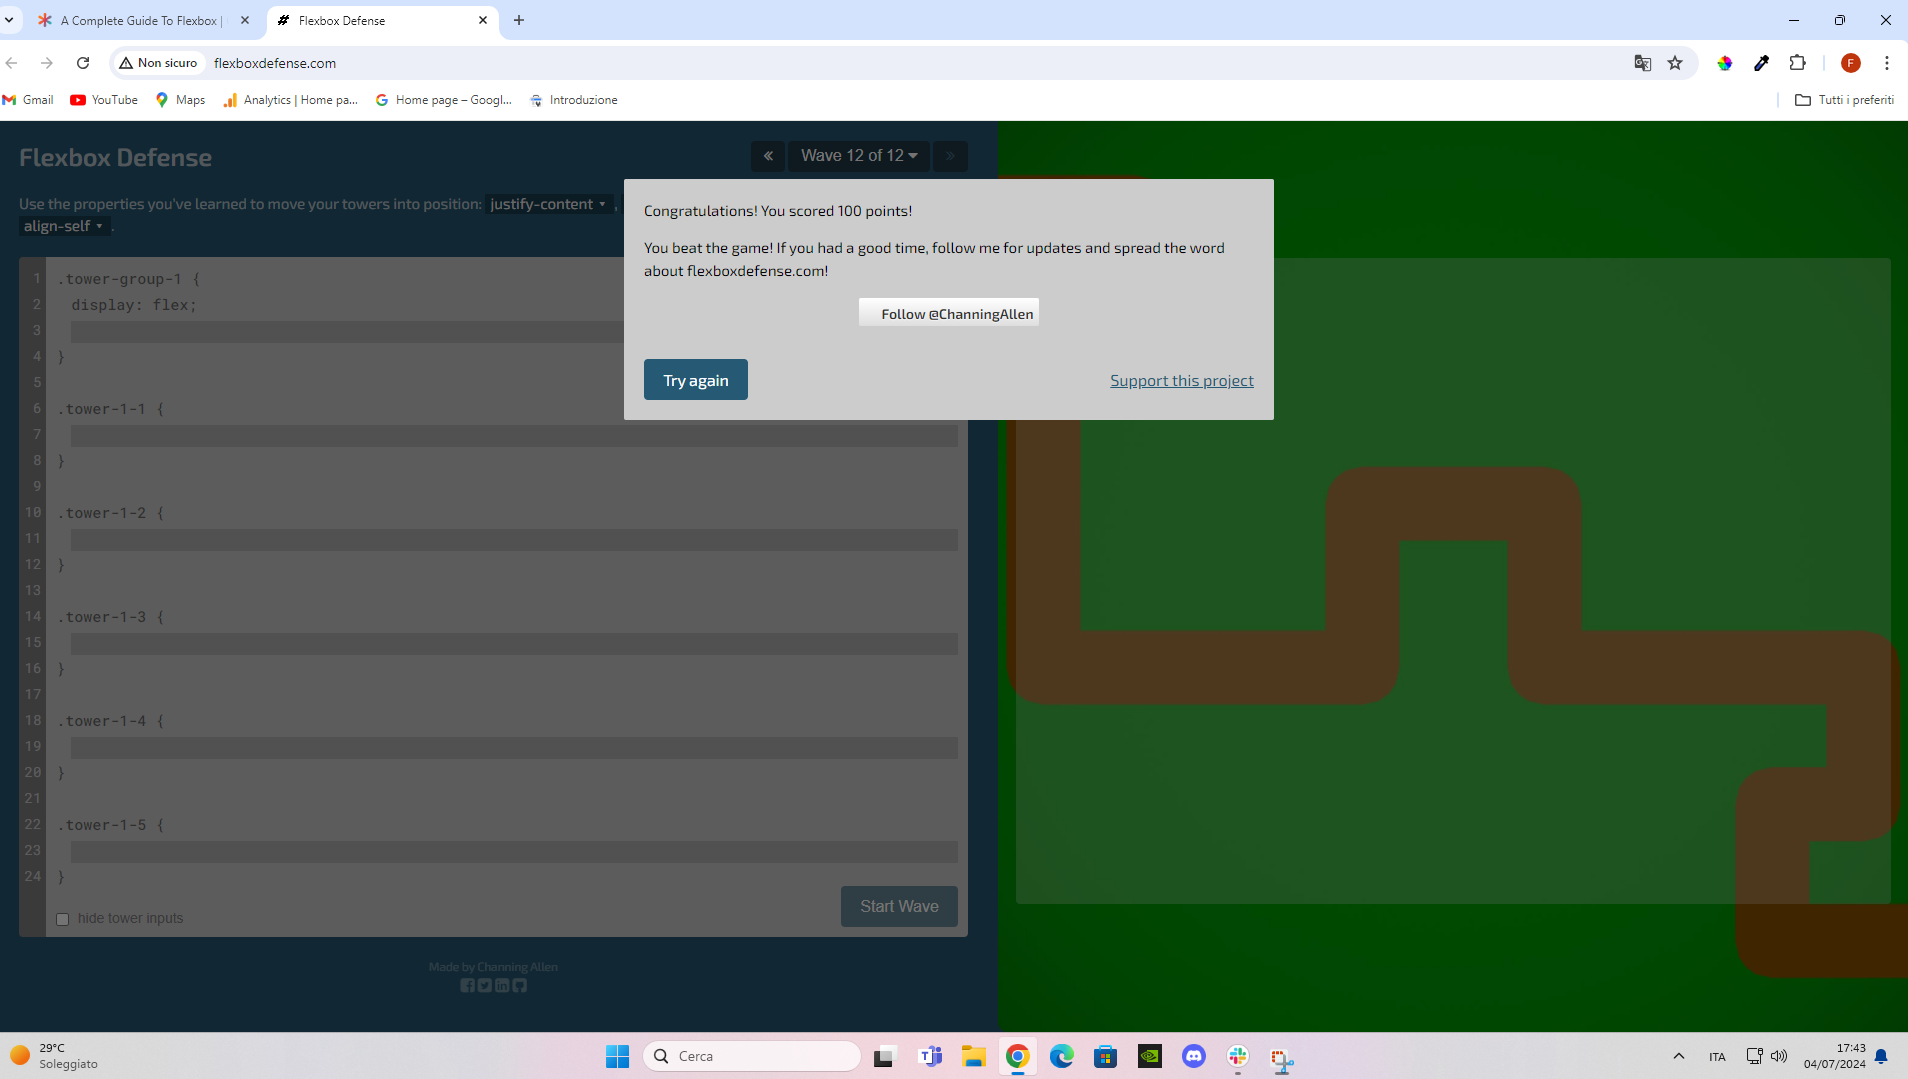 A Complete Guide To Flexbox |
Flexbox Defense
Non sicuro
flexboxdefense.com
F
Gmail
YouTube
Maps
Analytics | Home pa...
Home page – Googl...
Introduzione
Tutti i preferiti
Flexbox Defense
« Wave 12 of 12 »
Use the properties you've learned to move your towers into position: justify-content ,
align-self .
Congratulations! You scored 100 points!
You beat the game! If you had a good time, follow me for updates and spread the word
about flexboxdefense.com!
Follow @ChanningAllen
Try again
Support this project
1 .tower-group-1 {
2 display: flex;
3
4 }
5
6 .tower-1-1 {
7
8 }
9
10 .tower-1-2 {
11
12 }
13
14 .tower-1-3 {
15
16 }
17
18 .tower-1-4 {
19
20 }
21
22 .tower-1-5 {
23
24 }
hide tower inputs
Start Wave
Made by Channing Allen
29°C
Soleggiato
Cerca
ITA
17:43
04/07/2024